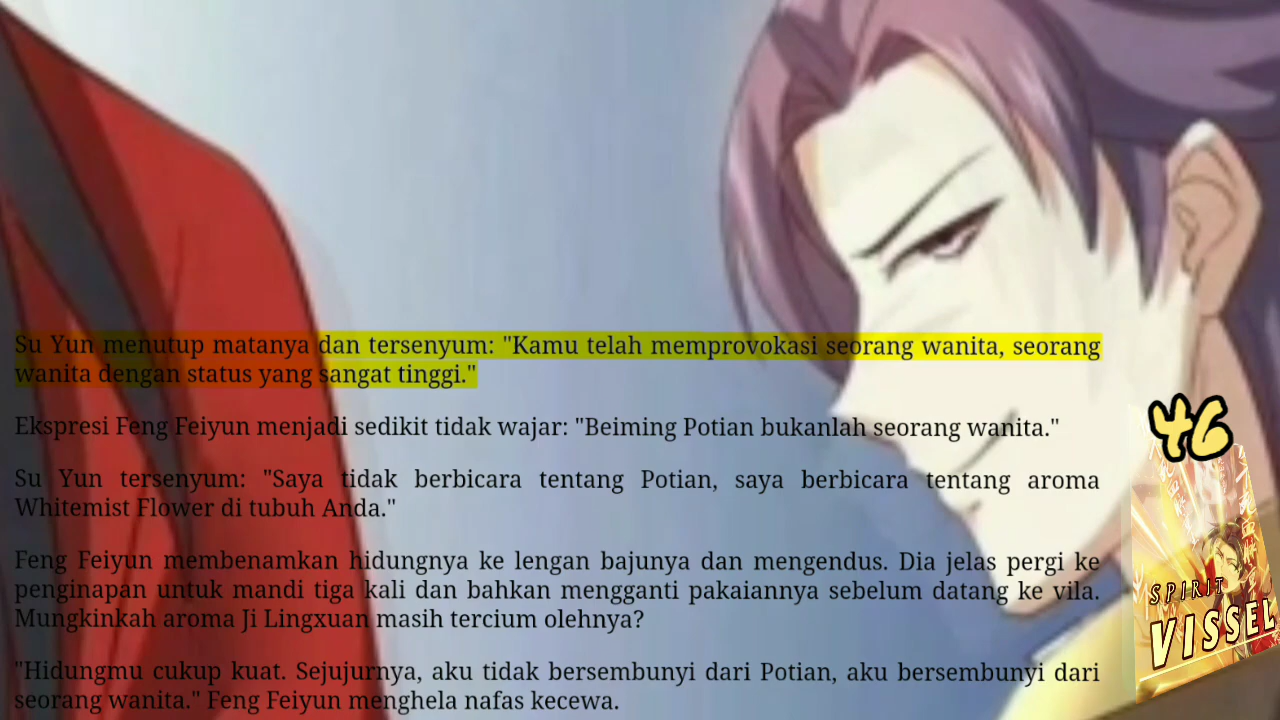 Su Yun menutup matanya dan tersenyum: "Kamu telah memprovokasi seorang wanita, seorang
wanita dengan status yang sangat tinggi."
Ekspresi Feng Feiyun menjadi sedikit tidak wajar: "Beiming Potian bukanlah seorang wanita."
Su Yun tersenyum: "Saya tidak berbicara tentang Potian, saya berbicara tentang aroma
Whitemist Flower di tubuh Anda."
Feng Feiyun membenamkan hidungnya ke lengan bajunya dan mengendus. Dia jelas pergi ke
penginapan untuk mandi tiga kali dan bahkan mengganti pakaiannya sebelum datang ke vila.
Mungkinkah aroma Ji Lingxuan masih tercium olehnya?
"Hidungmu cukup kuat. Sejujurnya, aku tidak bersembunyi dari Potian, aku bersembunyi dari
seorang wanita." Feng Feiyun menghela nafas kecewa.
46
SPIRIT
VISSEL